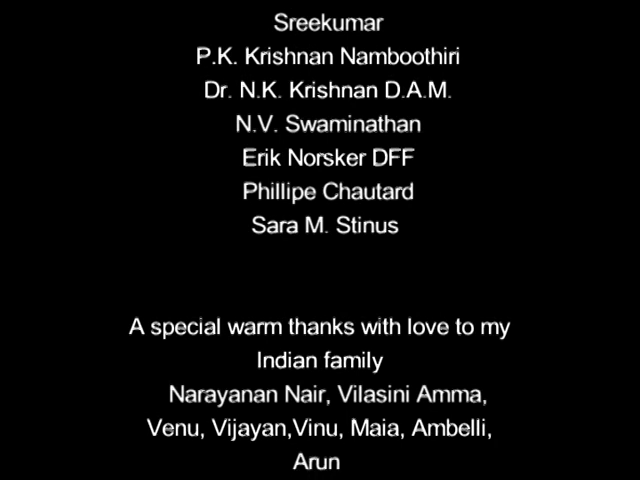 Sreekumar
P.K. Krishnan Namboothiri
Dr. N.K. Krishnan D.A.M.
N.V. Swaminathan
Erik Norsker DFF
Phillipe Chautard
Sara M. Stinus
A special warm thanks with love to my
Indian family
Narayanan Nair, Vilasini Amma,
Venu, Vijayan,Vinu, Maia, Ambelli,
Arun